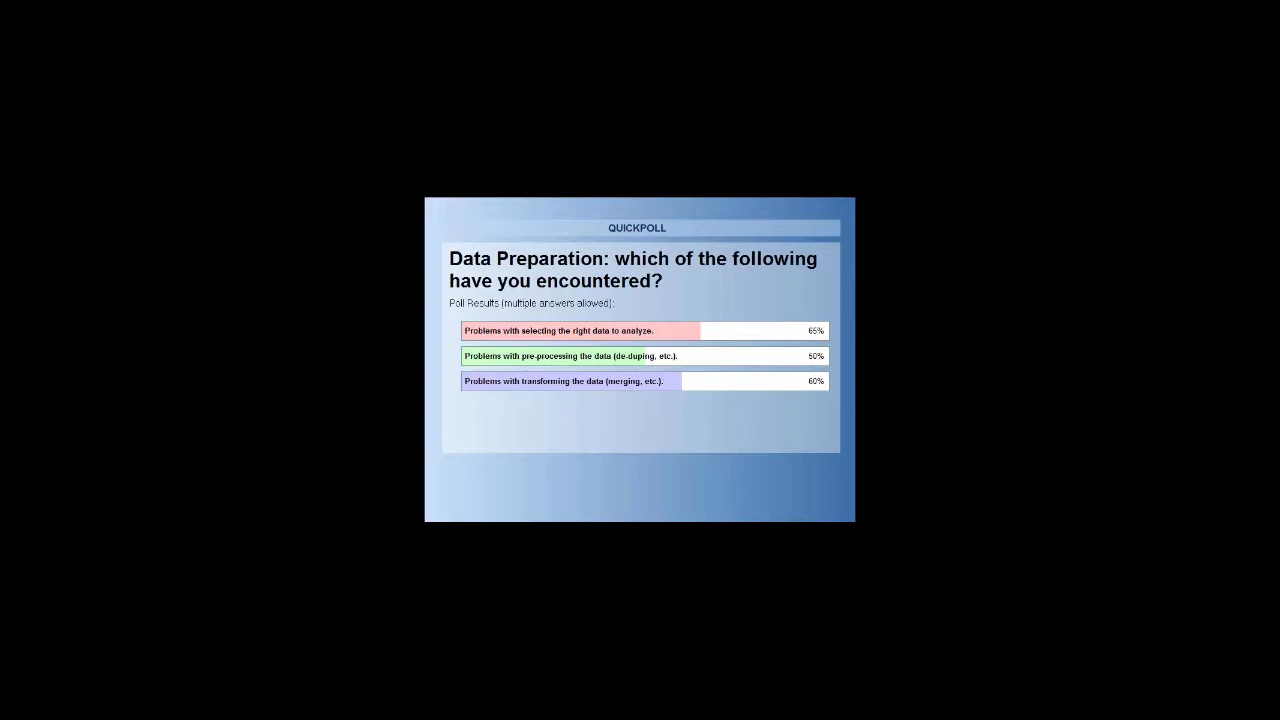 QUICKPOLL
Data Preparation: which of the following
have you encountered?
Poll Results (multiple answers allowed):
Problems with selecting the right data to analyze. 65%
Problems with pre-processing the data (de-duping, etc.). 50%
Problems with transforming the data (merging, etc.). 60%